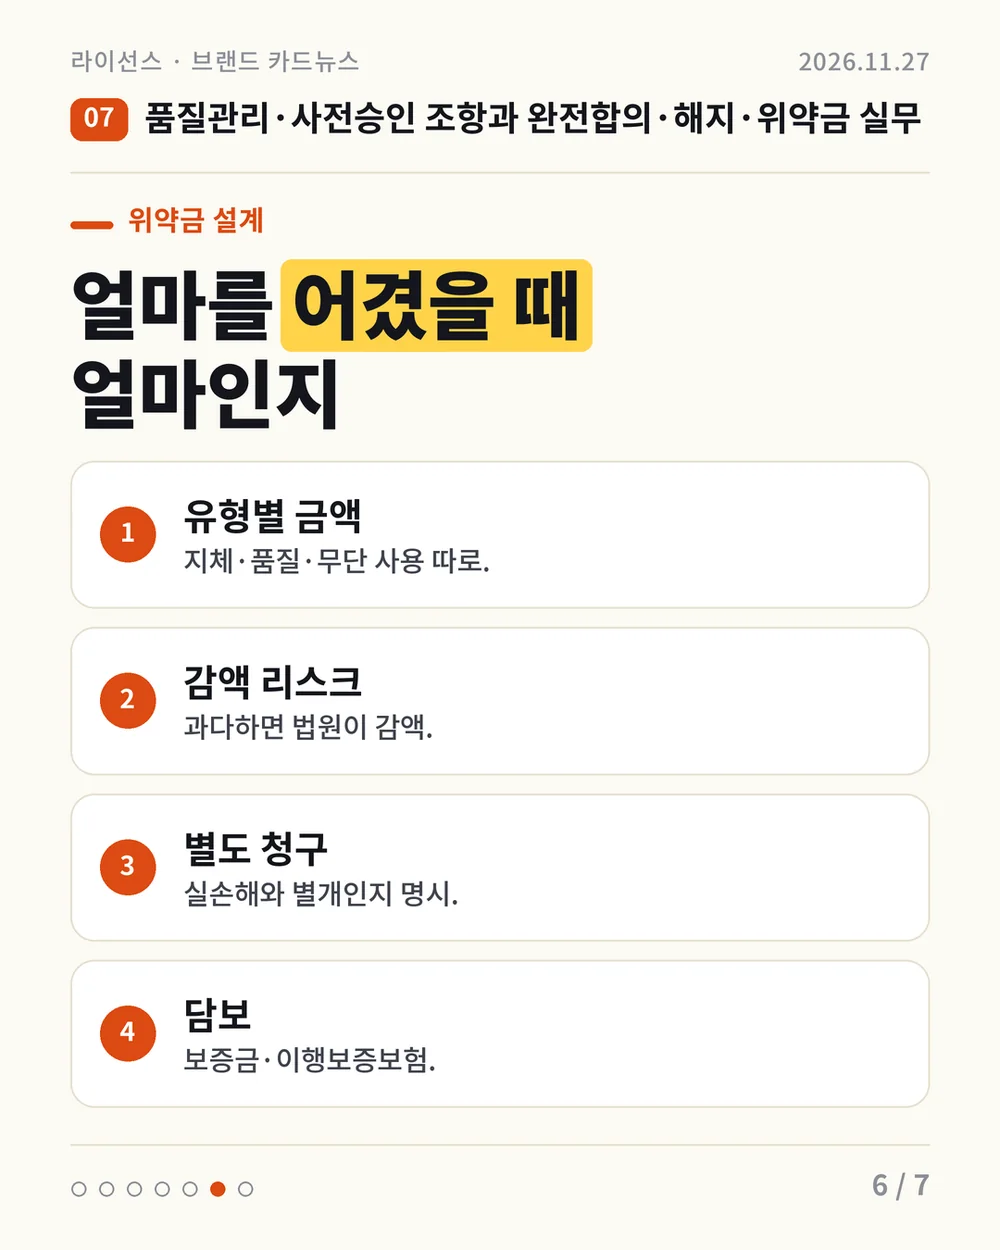 라이선스 · 브랜드 카드뉴스
2026.11.27
07 품질관리·사전승인 조항과 완전합의·해지·위약금 실무
위약금 설계
얼마를 어겼을 때
얼마인지
1 유형별 금액
지체·품질·무단 사용 따로.
2 감액 리스크
과다하면 법원이 감액.
3 별도 청구
실손해와 별개인지 명시.
4 담보
보증금·이행보증보험.
6 / 7